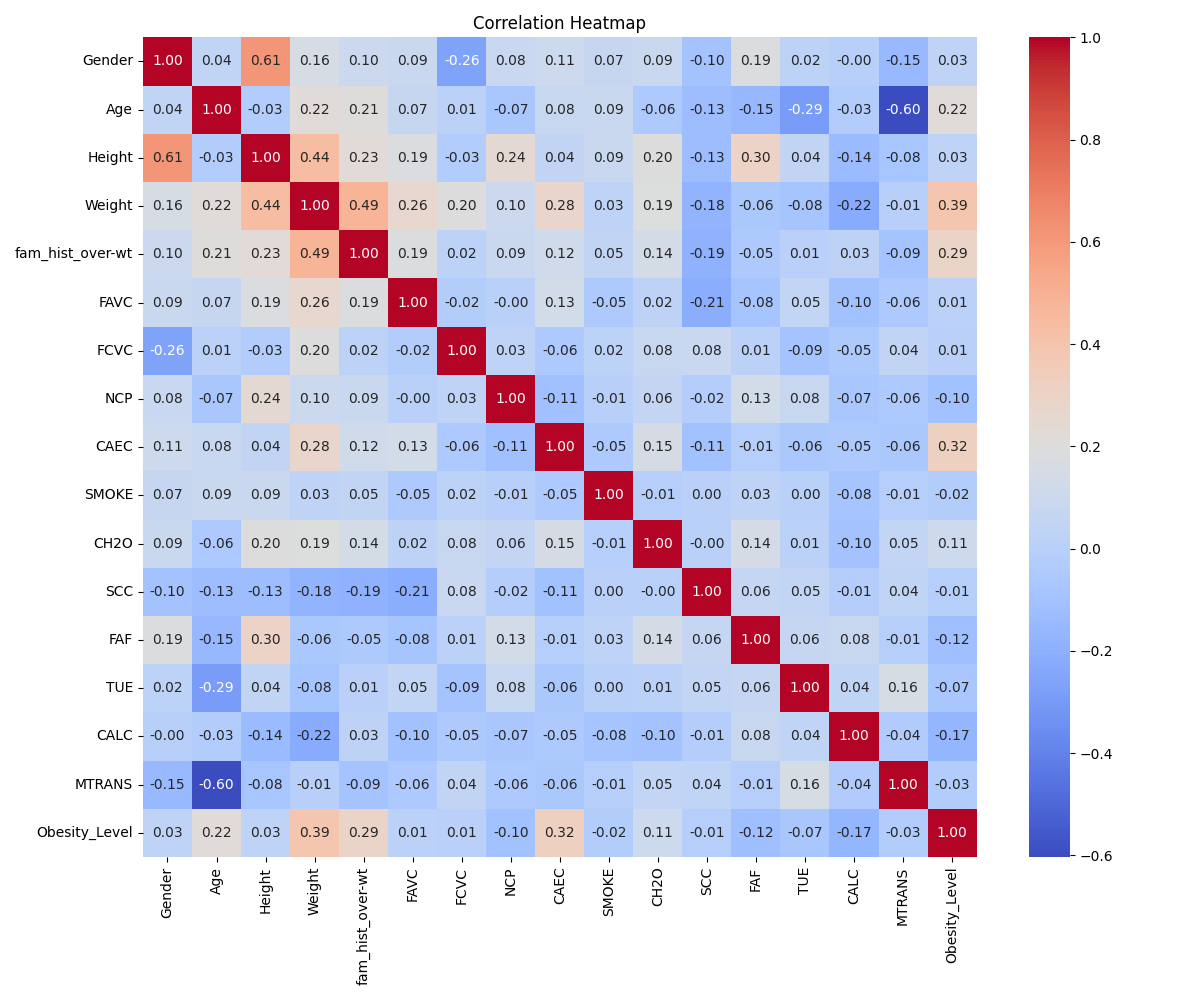 Correlation Heatmap
Gender 1.00 0.04 0.61 0.16 0.10 0.09 -0.26 0.08 0.11 0.07 0.09 -0.10 0.19 0.02 -0.00 -0.15 0.03
Age 0.04 1.00 -0.03 0.22 0.21 0.07 0.01 -0.07 0.08 0.09 -0.06 -0.13 -0.15 -0.29 -0.03 -0.60 0.22
Height 0.61 -0.03 1.00 0.44 0.23 0.19 -0.03 0.24 0.04 0.09 0.20 -0.13 0.30 0.04 -0.14 -0.08 0.03
Weight 0.16 0.22 0.44 1.00 0.49 0.26 0.20 0.10 0.28 0.03 0.19 -0.18 -0.06 -0.08 -0.22 -0.01 0.39
fam_hist_over-wt 0.10 0.21 0.23 0.49 1.00 0.19 0.02 0.09 0.12 0.05 0.14 -0.19 -0.05 0.01 0.03 -0.09 0.29
FAVC 0.09 0.07 0.19 0.26 0.19 1.00 -0.02 -0.00 0.13 -0.05 0.02 -0.21 -0.08 0.05 -0.10 -0.06 0.01
FCVC -0.26 0.01 -0.03 0.20 0.02 -0.02 1.00 0.03 -0.06 0.02 0.08 0.08 0.01 -0.09 -0.05 0.04 0.01
NCP 0.08 -0.07 0.24 0.10 0.09 -0.00 0.03 1.00 -0.11 -0.01 0.06 -0.02 0.13 0.08 -0.07 -0.06 -0.10
CAEC 0.11 0.08 0.04 0.28 0.12 0.13 -0.06 -0.11 1.00 -0.05 0.15 -0.11 -0.01 -0.06 -0.05 -0.06 0.32
SMOKE 0.07 0.09 0.09 0.03 0.05 -0.05 0.02 -0.01 -0.05 1.00 -0.01 0.00 0.03 0.00 -0.08 -0.01 -0.02
CH2O 0.09 -0.06 0.20 0.19 0.14 0.02 0.08 0.06 0.15 -0.01 1.00 -0.00 0.14 0.01 -0.10 0.05 0.11
SCC -0.10 -0.13 -0.13 -0.18 -0.19 -0.21 0.08 -0.02 -0.11 0.00 -0.00 1.00 0.06 0.05 -0.01 0.04 -0.01
FAF 0.19 -0.15 0.30 -0.06 -0.05 -0.08 0.01 0.13 -0.01 0.03 0.14 0.06 1.00 0.06 0.08 -0.01 -0.12
TUE 0.02 -0.29 0.04 -0.08 0.01 0.05 -0.09 0.08 -0.06 0.00 0.01 0.05 0.06 1.00 0.04 0.16 -0.07
CALC -0.00 -0.03 -0.14 -0.22 0.03 -0.10 -0.05 -0.07 -0.05 -0.08 -0.10 -0.01 0.08 0.04 1.00 -0.04 -0.17
MTRANS -0.15 -0.60 -0.08 -0.01 -0.09 -0.06 0.04 -0.06 -0.06 -0.01 0.05 0.04 -0.01 0.16 -0.04 1.00 -0.03
Obesity_Level 0.03 0.22 0.03 0.39 0.29 0.01 0.01 -0.10 0.32 -0.02 0.11 -0.01 -0.12 -0.07 -0.17 -0.03 1.00
Gender Age Height Weight fam_hist_over-wt FAVC FCVC NCP CAEC SMOKE CH2O SCC FAF TUE CALC MTRANS Obesity_Level
1.0
0.8
0.6
0.4
0.2
0.0
−0.2
−0.4
−0.6